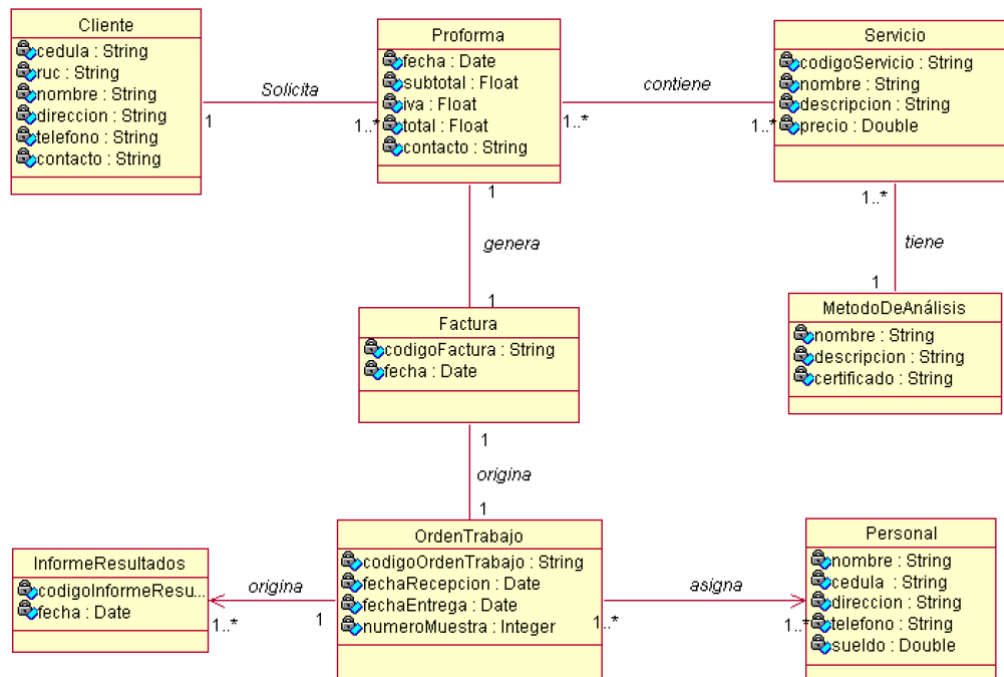 Cliente
cedula : String
ruc : String
nombre : String
direccion : String
telefono : String
contacto : String
Solicita
1
1..*
Proforma
fecha : Date
subtotal : Float
iva : Float
total : Float
contacto : String
contiene
1..*
1..*
Servicio
codigoServicio : String
nombre : String
descripcion : String
precio : Double
1
genera
1
1..*
tiene
1
MetodoDeAnálisis
nombre : String
descripcion : String
certificado : String
Factura
codigoFactura : String
fecha : Date
1
origina
1
InformeResultados
codigoInformeResu...
fecha : Date
origina
1..*
1
OrdenTrabajo
codigoOrdenTrabajo : String
fechaRecepcion : Date
fechaEntrega : Date
numeroMuestra : Integer
asigna
1..*
1..*
Personal
nombre : String
cedula : String
direccion : String
telefono : String
sueldo : Double